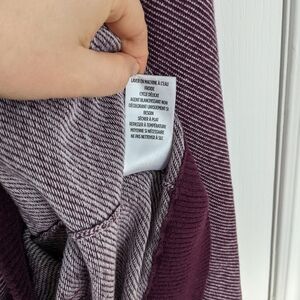 LAVER EN MACHINE À L'EAU
FROIDE
CYCLE DÉLICAT
AGENT BLANCHISSANT NON
DÉCOLORANT UNIQUEMENT SI
BESOIN
SÉCHER À PLAT
REPASSER À TEMPÉRATURE
MOYENNE SI NÉCESSAIRE
NE PAS NETTOYER À SEC